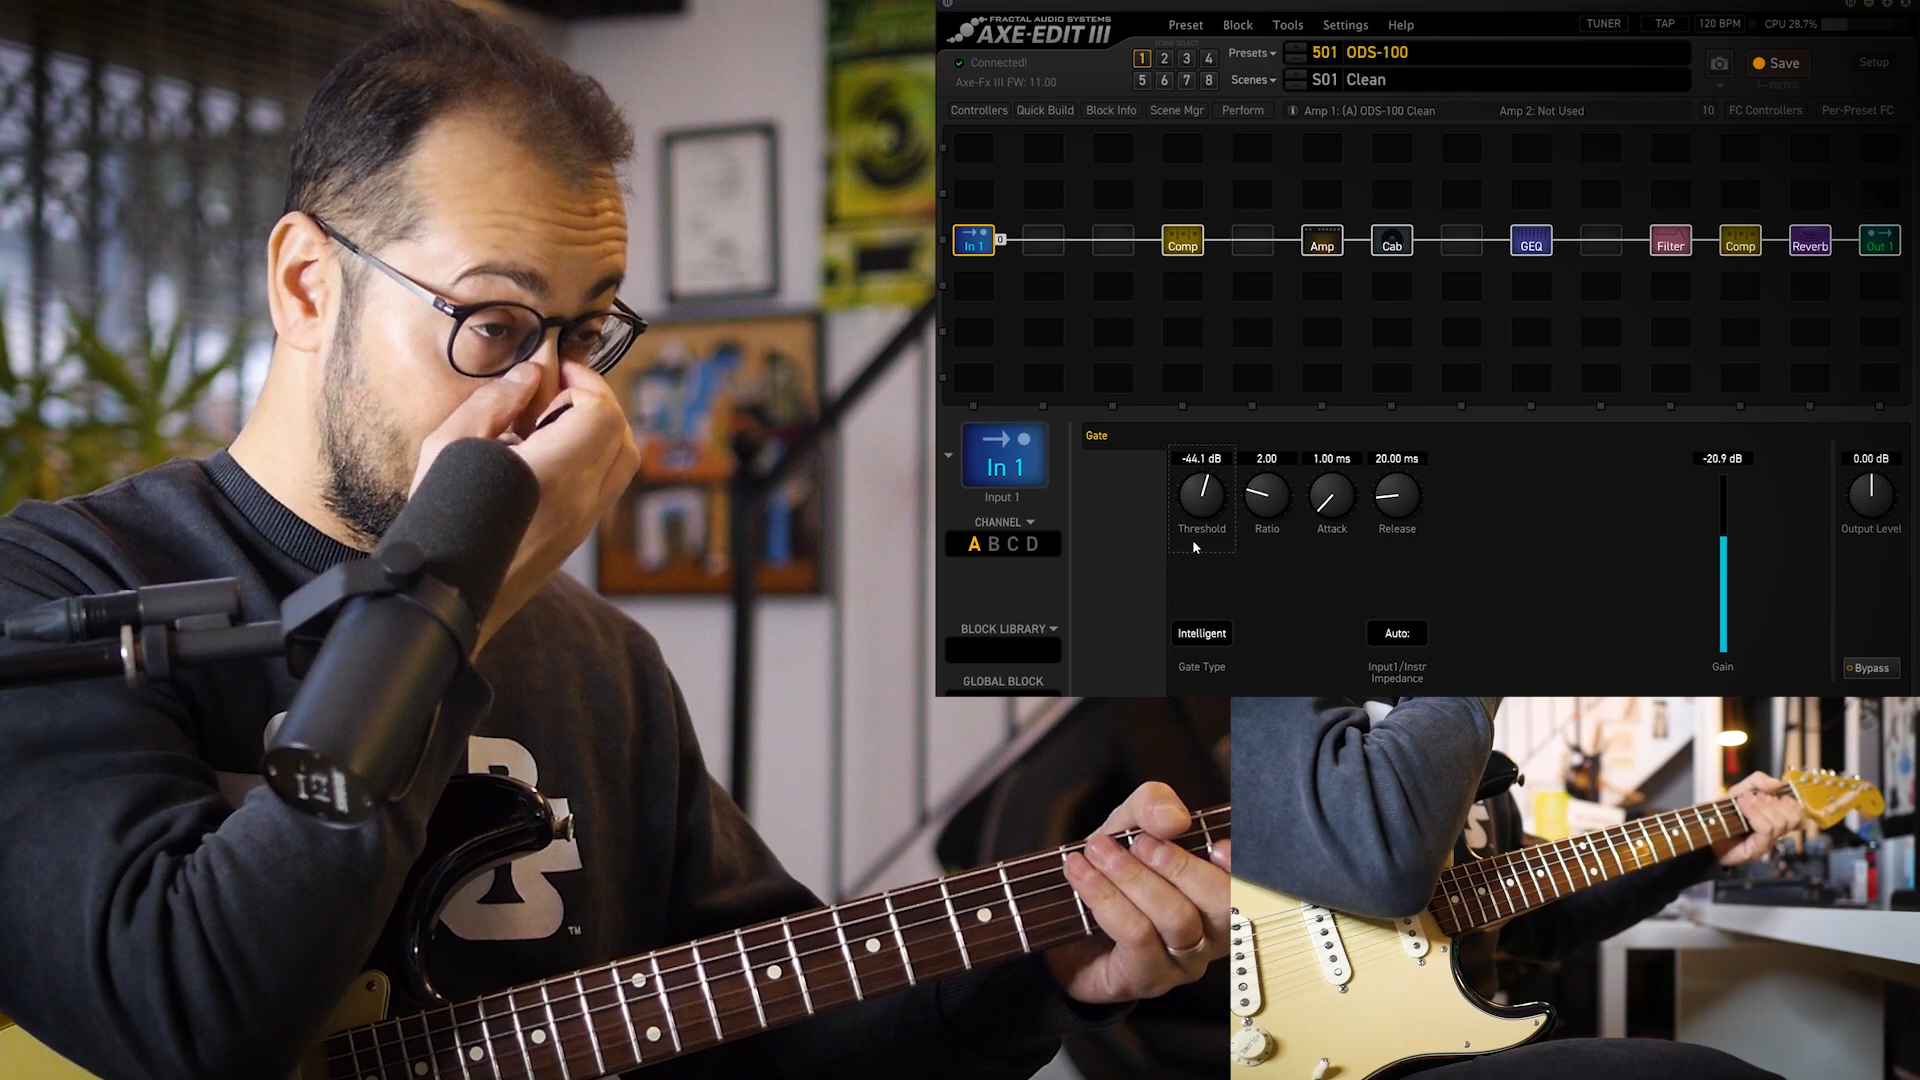 FRACTAL AUDIO SYSTEMS
AXE-EDIT III
Preset Block Tools Settings Help
TUNER TAP 120 BPM CPU 28.7%
SCENE SELECT
Connected!
Axe-Fx III FW: 11.00
1 2 3 4
5 6 7 8
Presets 501 ODS-100
Scenes S01 Clean
Save
EDITED
Setup
Controllers Quick Build Block Info Scene Mgr Perform Amp 1: (A) ODS-100 Clean Amp 2: Not Used 10 FC Controllers Per-Preset FC
In 1 0 Comp Amp Cab GEQ Filter Comp Reverb Out 1
In 1
Input 1
CHANNEL
A B C D
BLOCK LIBRARY
GLOBAL BLOCK
Gate
-44.1 dB 2.00 1.00 ms 20.00 ms -20.9 dB 0.00 dB
Threshold Ratio Attack Release Output Level
Intelligent Auto:
Gate Type Input1/Instr Impedance Gain
Bypass
TM
VOLUME